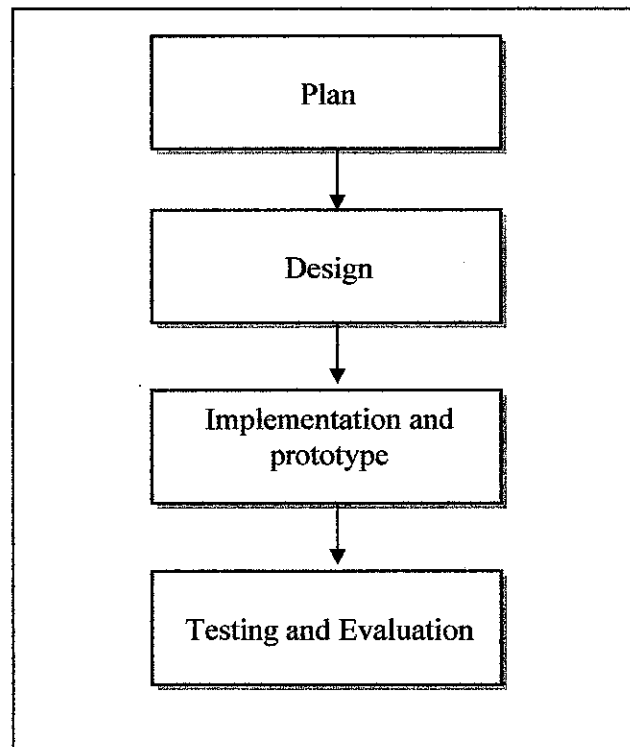 Plan
Design
Implementation and
prototype
Testing and Evaluation